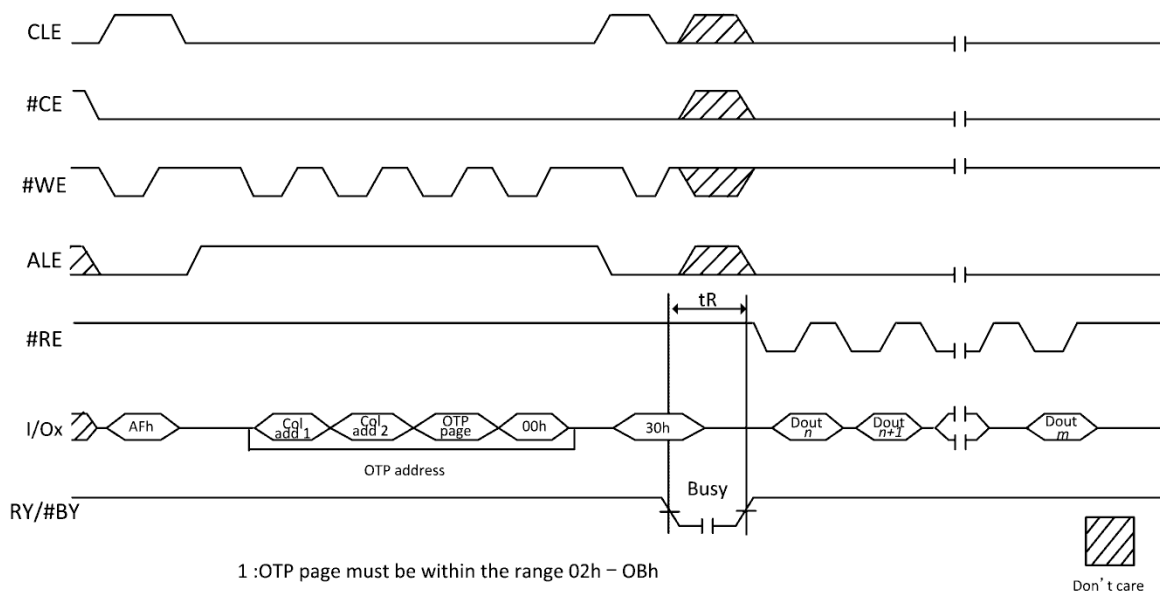 CLE
#CE
#WE
ALE
tR
#RE
I/Ox AFh Col add 1 Col add 2 OTP page 00h 30h Dout n Dout n+1 Dout m
OTP address
Busy
RY/#BY
1 :OTP page must be within the range 02h – OBh
Don't care